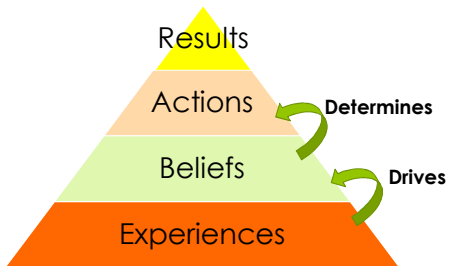 Results
Actions
Determines
Beliefs
Drives
Experiences